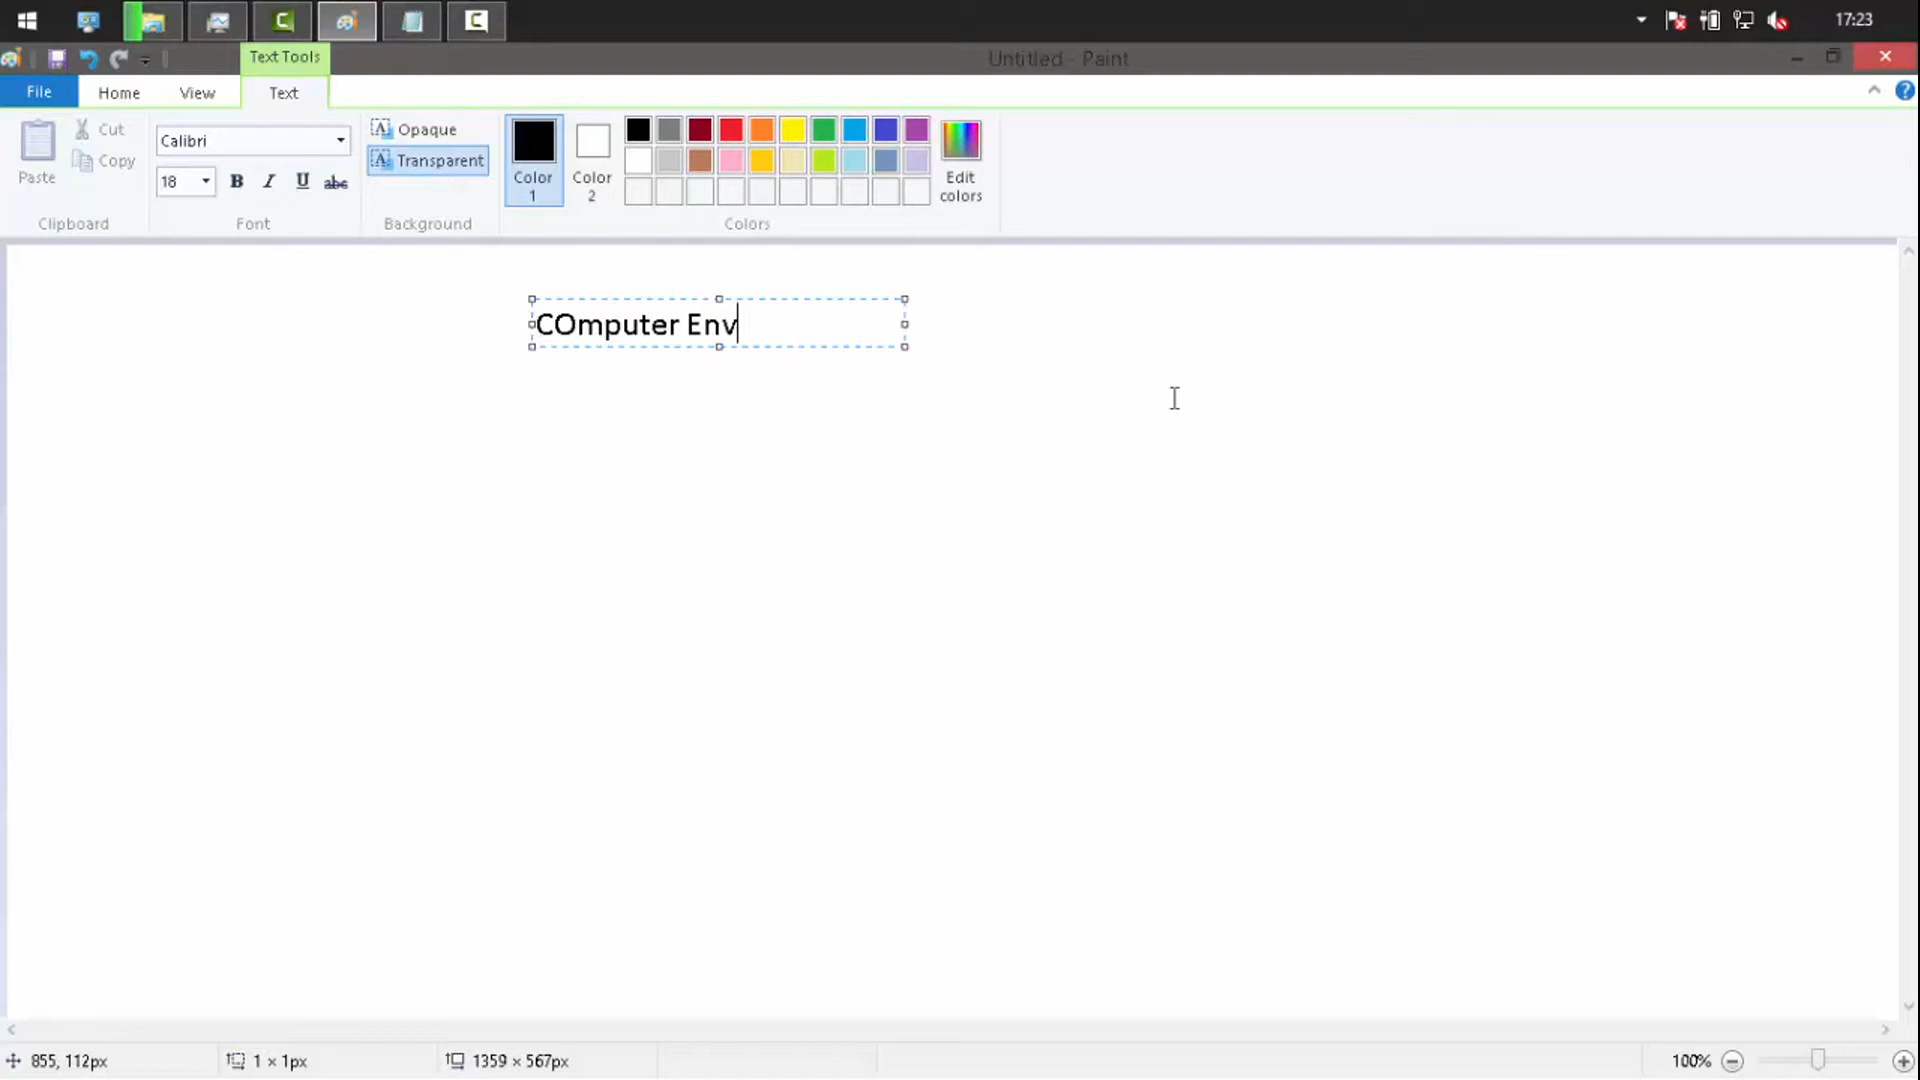 17:23
Text Tools
Untitled - Paint
File
Home
View
Text
Paste
Cut
Copy
Clipboard
Calibri
18
B I U abc
Font
Opaque
Transparent
Background
Color 1
Color 2
Edit colors
Colors
COmputer Env
855, 112px
1 × 1px
1359 × 567px
100%